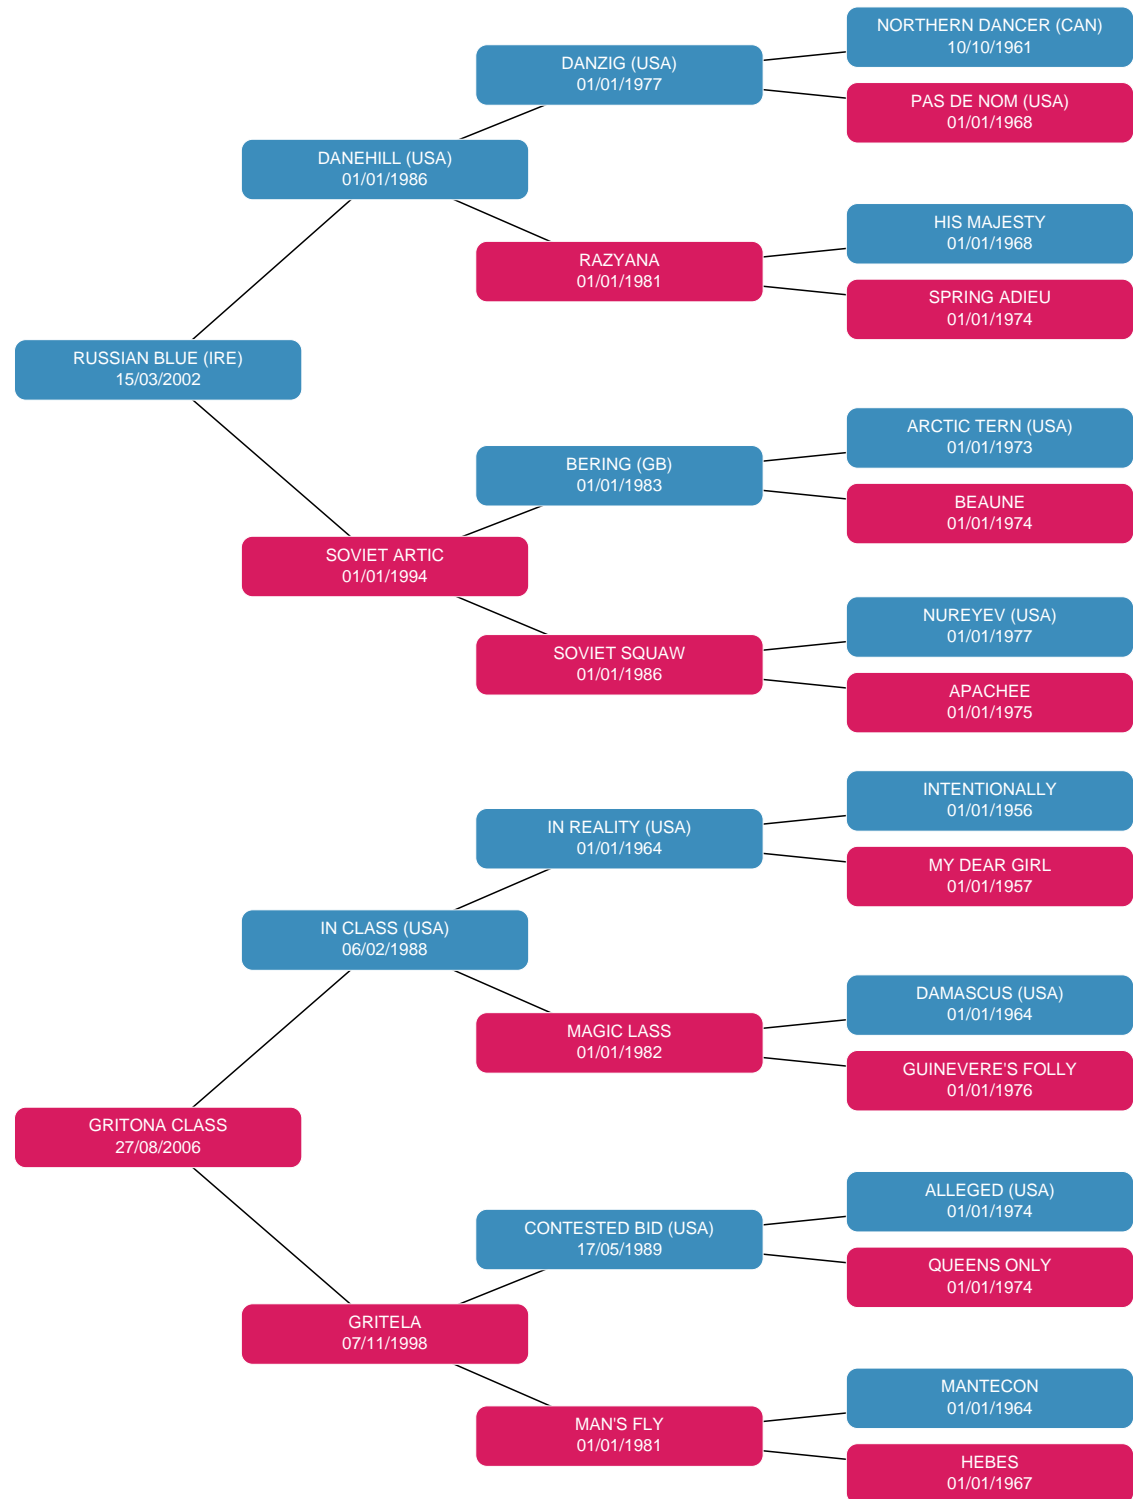 NORTHERN DANCER (CAN)
10/10/1961
DANZIG (USA)
01/01/1977
PAS DE NOM (USA)
01/01/1968
DANEHILL (USA)
01/01/1986
HIS MAJESTY
01/01/1968
RAZYANA
01/01/1981
SPRING ADIEU
01/01/1974
RUSSIAN BLUE (IRE)
15/03/2002
ARCTIC TERN (USA)
01/01/1973
BERING (GB)
01/01/1983
BEAUNE
01/01/1974
SOVIET ARTIC
01/01/1994
NUREYEV (USA)
01/01/1977
SOVIET SQUAW
01/01/1986
APACHEE
01/01/1975
INTENTIONALLY
01/01/1956
IN REALITY (USA)
01/01/1964
MY DEAR GIRL
01/01/1957
IN CLASS (USA)
06/02/1988
DAMASCUS (USA)
01/01/1964
MAGIC LASS
01/01/1982
GUINEVERE'S FOLLY
01/01/1976
GRITONA CLASS
27/08/2006
ALLEGED (USA)
01/01/1974
CONTESTED BID (USA)
17/05/1989
QUEENS ONLY
01/01/1974
GRITELA
07/11/1998
MANTECON
01/01/1964
MAN'S FLY
01/01/1981
HEBES
01/01/1967